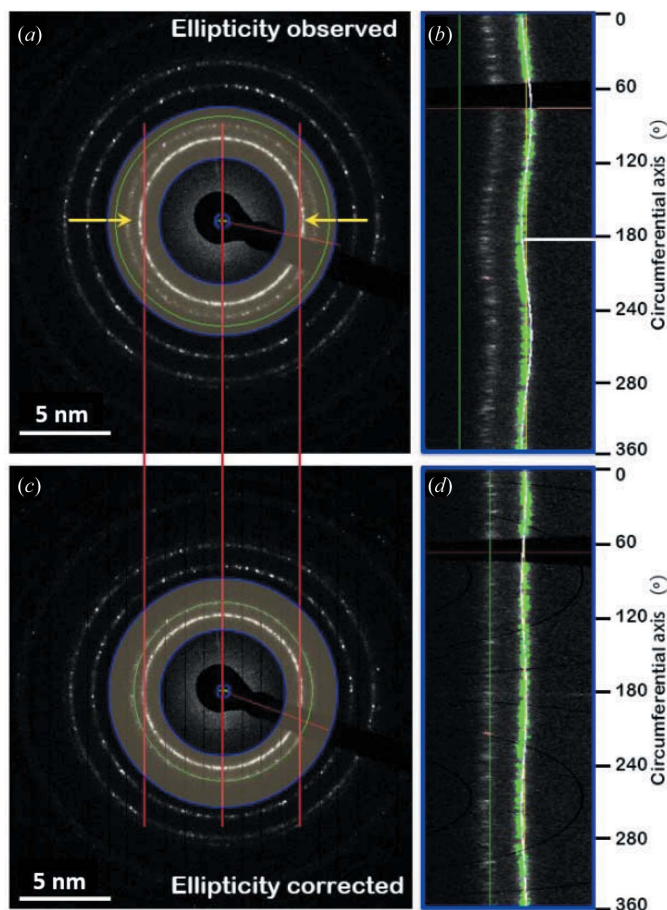 (a)
Ellipticity observed
5 nm
(b)
0
60
120
180
240
280
360
Circumferential axis (°)
(c)
5 nm
Ellipticity corrected
(d)
0
60
120
180
240
280
360
Circumferential axis (°)